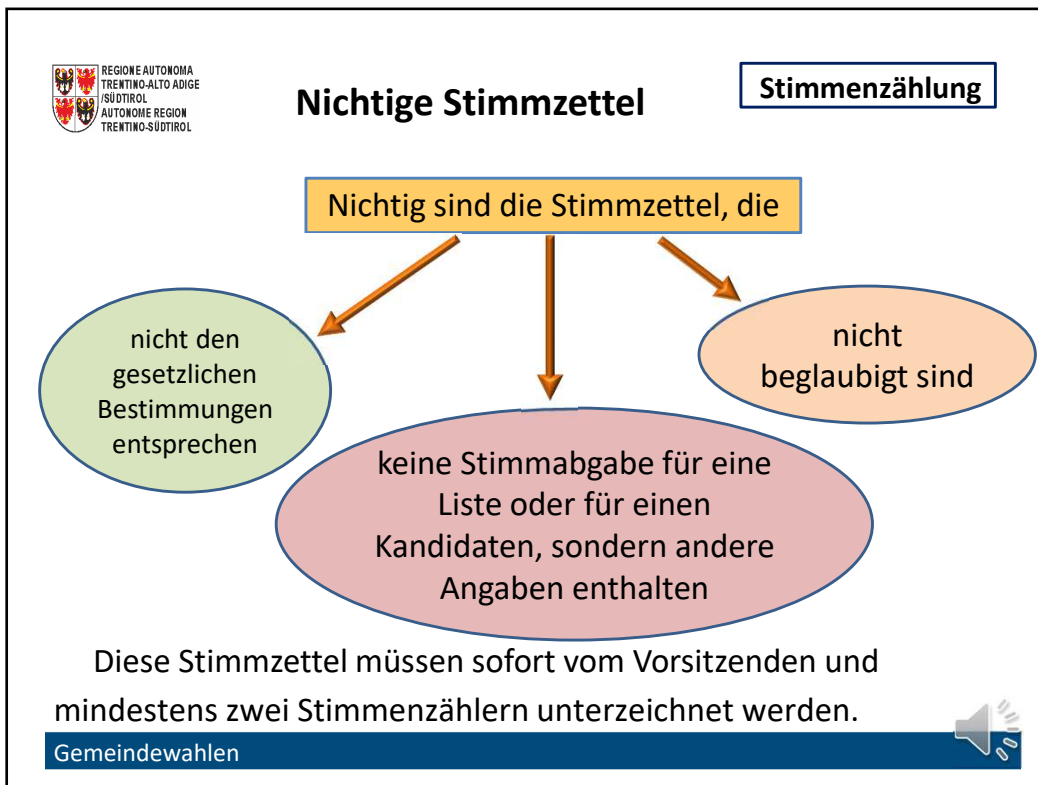 REGIONE AUTONOMA
TRENTINO-ALTO ADIGE
/SÜDTIROL
AUTONOME REGION
TRENTINO-SÜDTIROL
Nichtige Stimmzettel
Stimmenzählung
Nichtig sind die Stimmzettel, die
nicht den
gesetzlichen
Bestimmungen
entsprechen
keine Stimmabgabe für eine
Liste oder für einen
Kandidaten, sondern andere
Angaben enthalten
nicht
beglaubigt sind
Diese Stimmzettel müssen sofort vom Vorsitzenden und
mindestens zwei Stimmenzählern unterzeichnet werden.
Gemeindewahlen